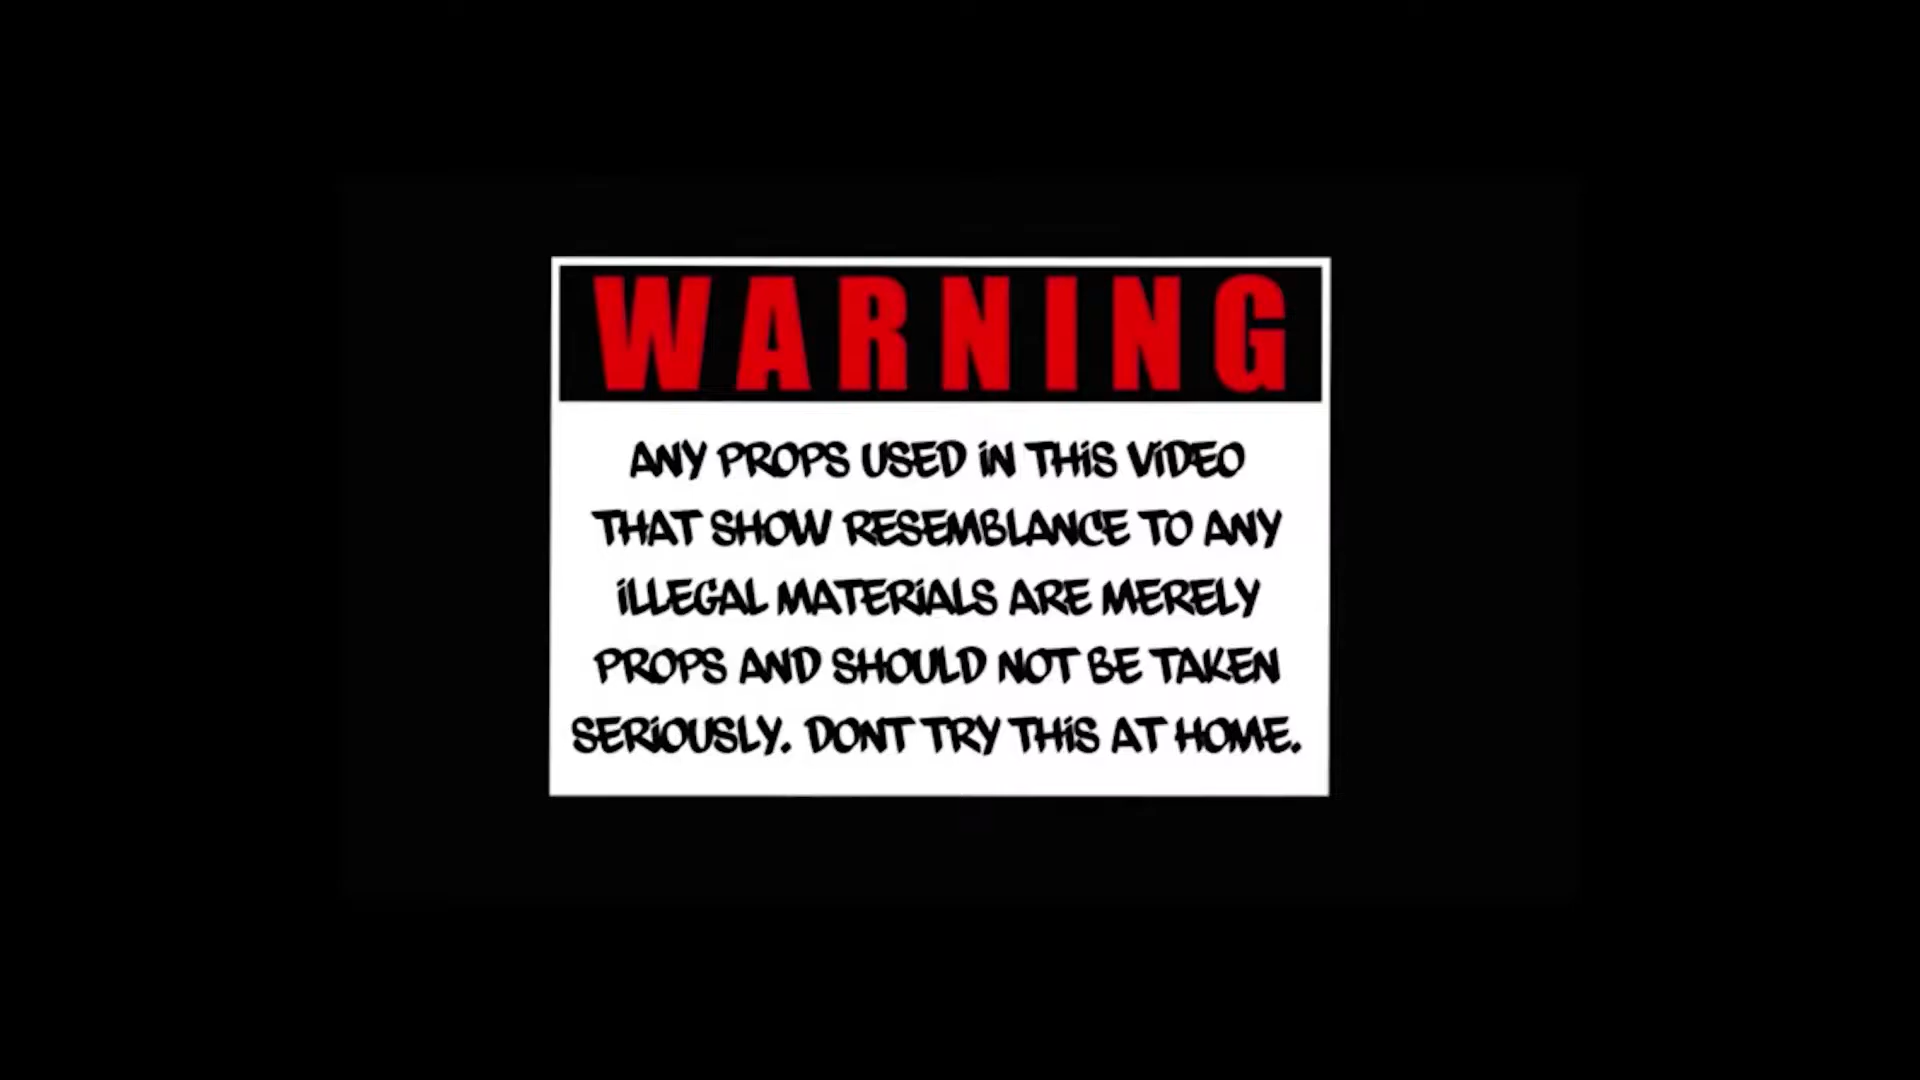 WARNING
ANY PROPS USED iN THiS ViDEO
THAT SHOW RESEMBLANCE TO ANY
iLLEGAL MATERiALS ARE MERELY
PROPS AND SHOULD NOT BE TAKEN
SERiOUSLY. DONT TRY THiS AT HOME.